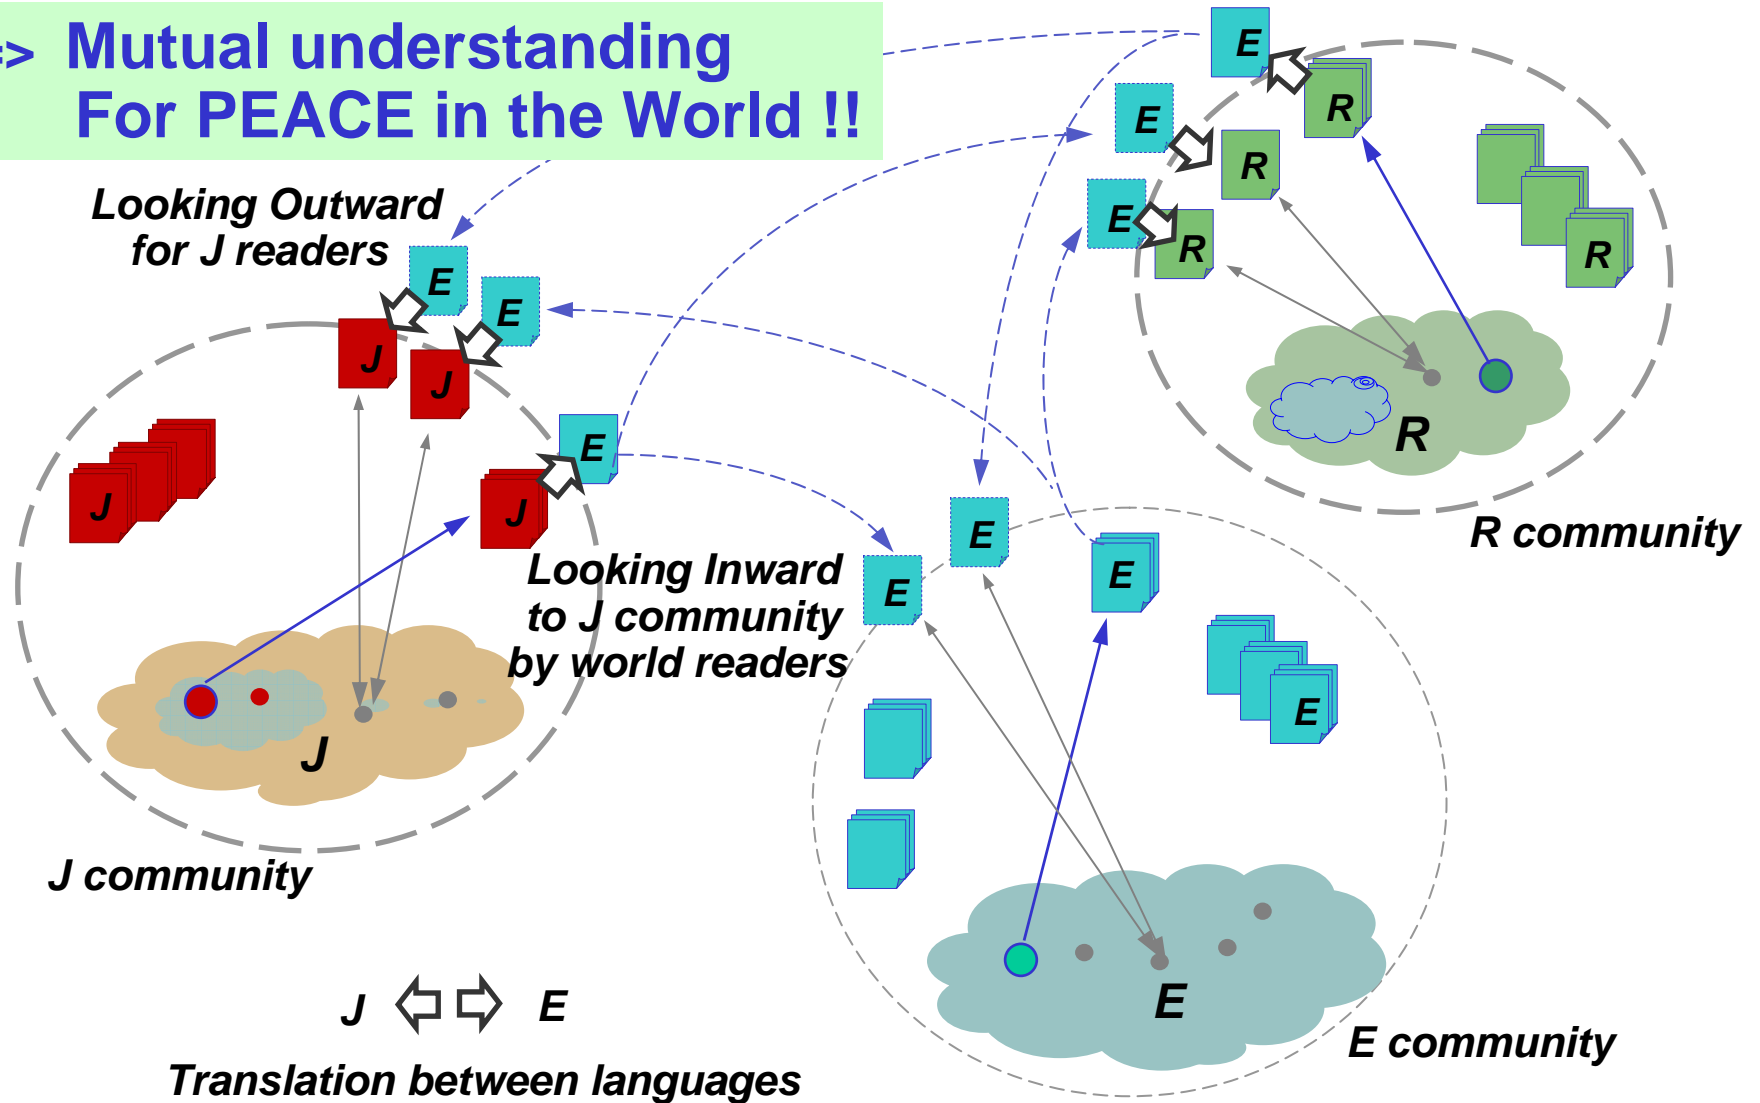 => Mutual understanding
For PEACE in the World !!
Looking Outward
for J readers
E
E
J
J
E
J
J
Looking Inward
to J community
by world readers
J
J community
E
R
E
R
E
R
R
R
R community
E
E
E
E
E
E community
J E
Translation between languages